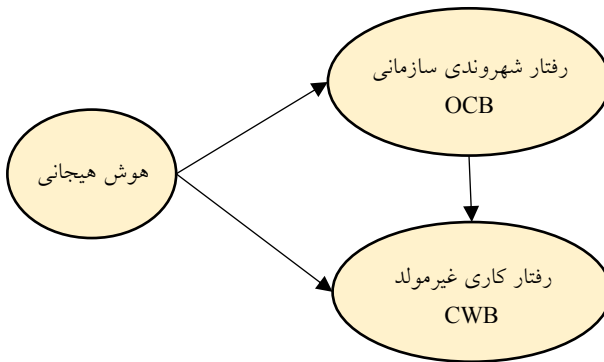 رفتار شهروندی سازمانی
OCB
هوش هیجانی
رفتار کاری غیرمولد
CWB